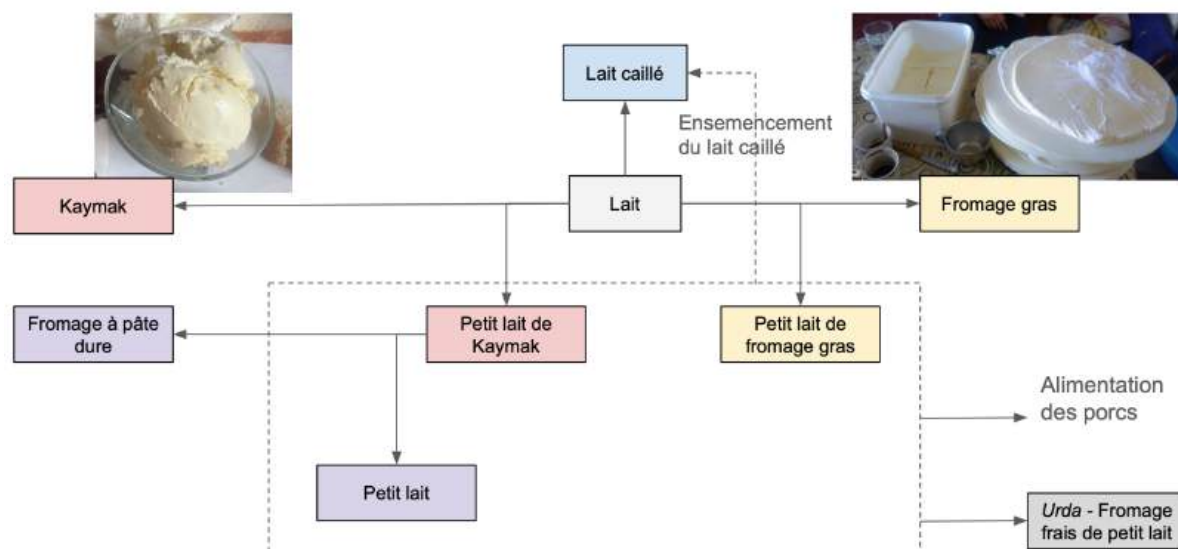 Lait caillé
Ensemencement
du lait caillé
Kaymak
Lait
Fromage gras
Fromage à pâte
dure
Petit lait de
Kaymak
Petit lait de
fromage gras
Alimentation
des porcs
Petit lait
Urda - Fromage
frais de petit lait